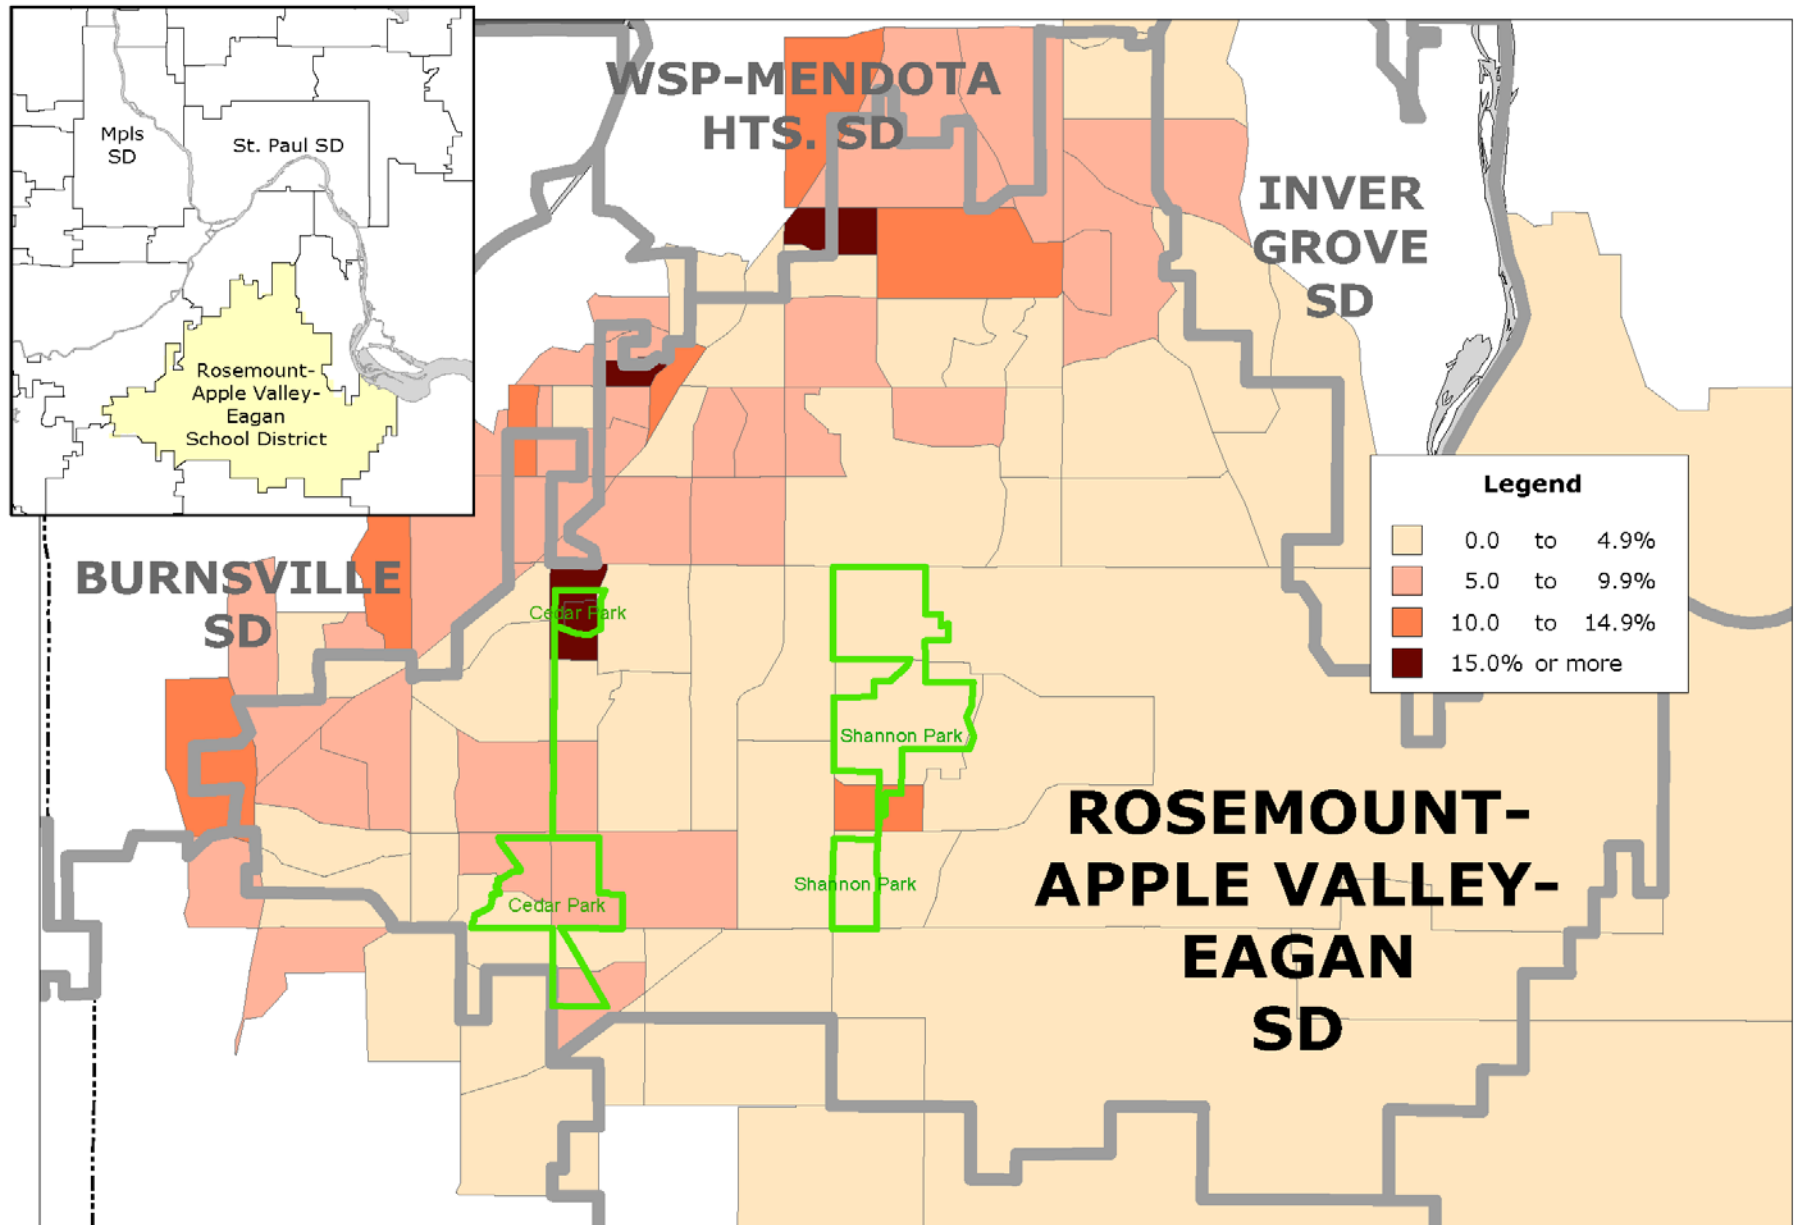 Mpls
SD
St. Paul SD
Rosemount-
Apple Valley-
Eagan
School District
WSP-MENDOTA
HTS. SD
INVER
GROVE
SD
BURNSVILLE
SD
Legend
0.0 to 4.9%
5.0 to 9.9%
10.0 to 14.9%
15.0% or more
Cedar Park
Shannon Park
Shannon Park
Cedar Park
ROSEMOUNT-
APPLE VALLEY-
EAGAN
SD